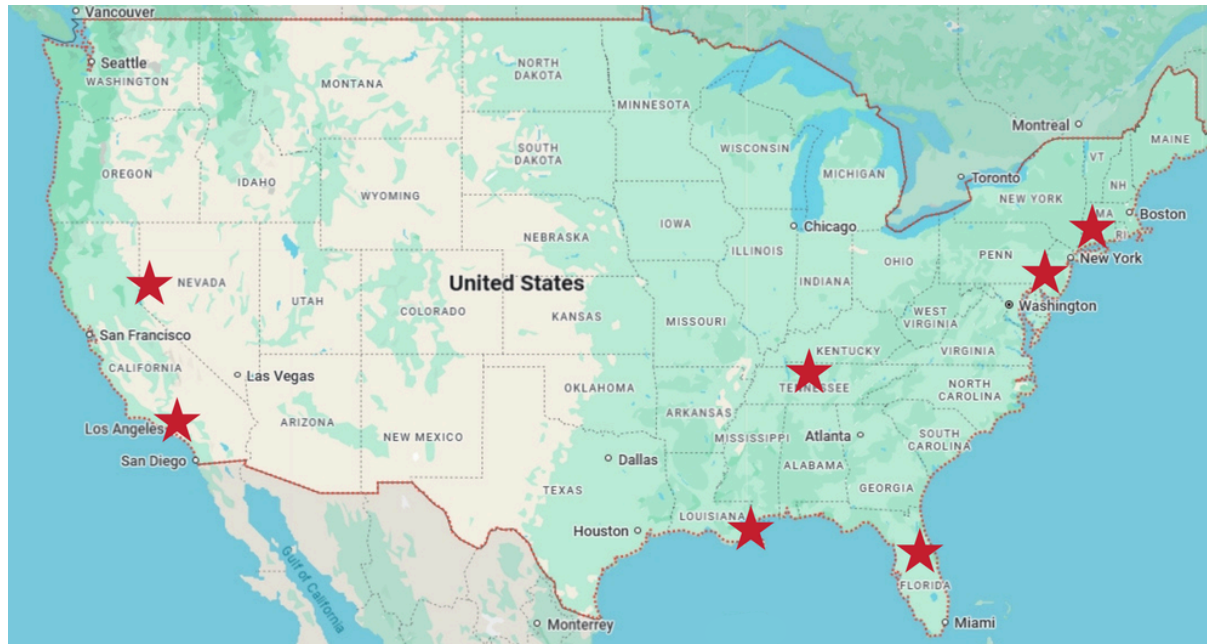 Vancouver
Seattle
WASHINGTON
MONTANA
NORTH
DAKOTA
MINNESOTA
Montreal
MAINE
OREGON
IDAHO
SOUTH
DAKOTA
WISCONSIN
MICHIGAN
Toronto
VT
NH
WYOMING
NEW YORK
MA
Boston
RI
IOWA
Chicago
NEBRASKA
ILLINOIS
INDIANA
OHIO
PENN
New York
NEVADA
UTAH
COLORADO
United States
KANSAS
MISSOURI
WEST
VIRGINIA
Washington
San Francisco
CALIFORNIA
Las Vegas
KENTUCKY
VIRGINIA
TENNESSEE
NORTH
CAROLINA
OKLAHOMA
ARKANSAS
Los Angeles
ARIZONA
NEW MEXICO
San Diego
Dallas
MISSISSIPPI
ALABAMA
Atlanta
SOUTH
CAROLINA
GEORGIA
TEXAS
LOUISIANA
Houston
FLORIDA
Gulf of California
Monterrey
Miami